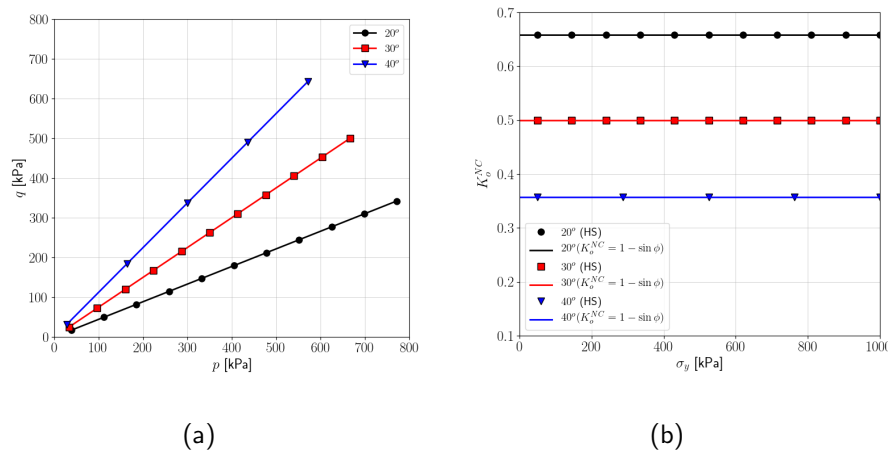 800
700
600
500
400
300
200
100
0
0 100 200 300 400 500 600 700 800
q [kPa]
p [kPa]
20°
30°
40°
(a)
0.7
0.6
0.5
0.4
0.3
0.2
0.1
0 200 400 600 800 1000
K_o^{NC}
σ_y [kPa]
20° (HS)
20°(K_o^{NC} = 1 − sin ϕ)
30° (HS)
30°(K_o^{NC} = 1 − sin ϕ)
40° (HS)
40°(K_o^{NC} = 1 − sin ϕ)
(b)